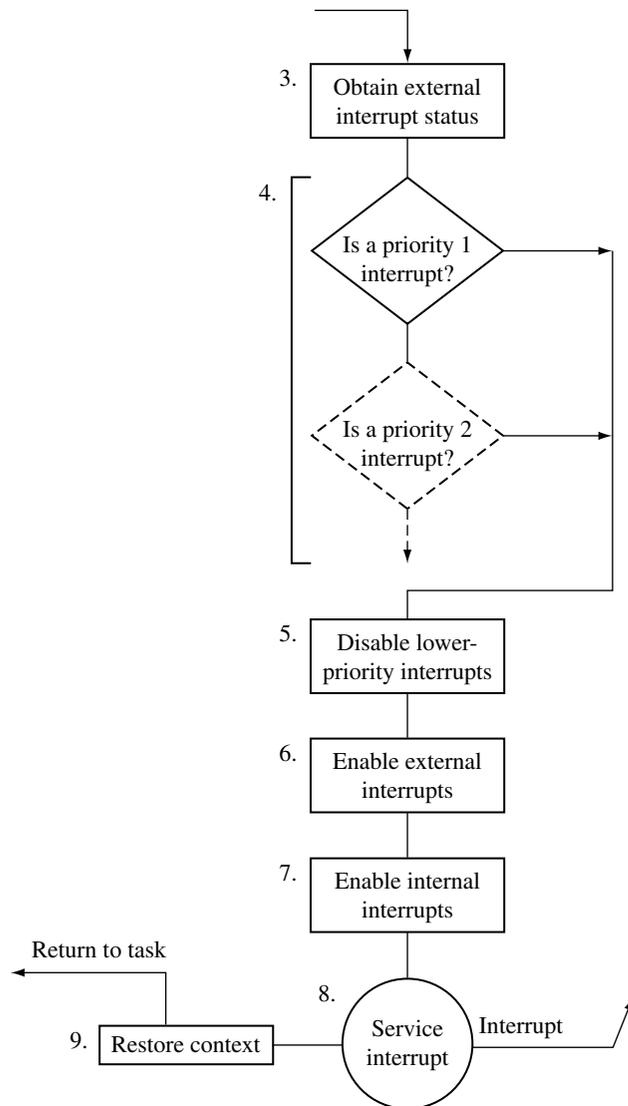 3.
Obtain external
interrupt status
4.
Is a priority 1
interrupt?
Is a priority 2
interrupt?
5.
Disable lower-
priority interrupts
6.
Enable external
interrupts
7.
Enable internal
interrupts
Return to task
8.
Service
interrupt
Interrupt
9.
Restore context